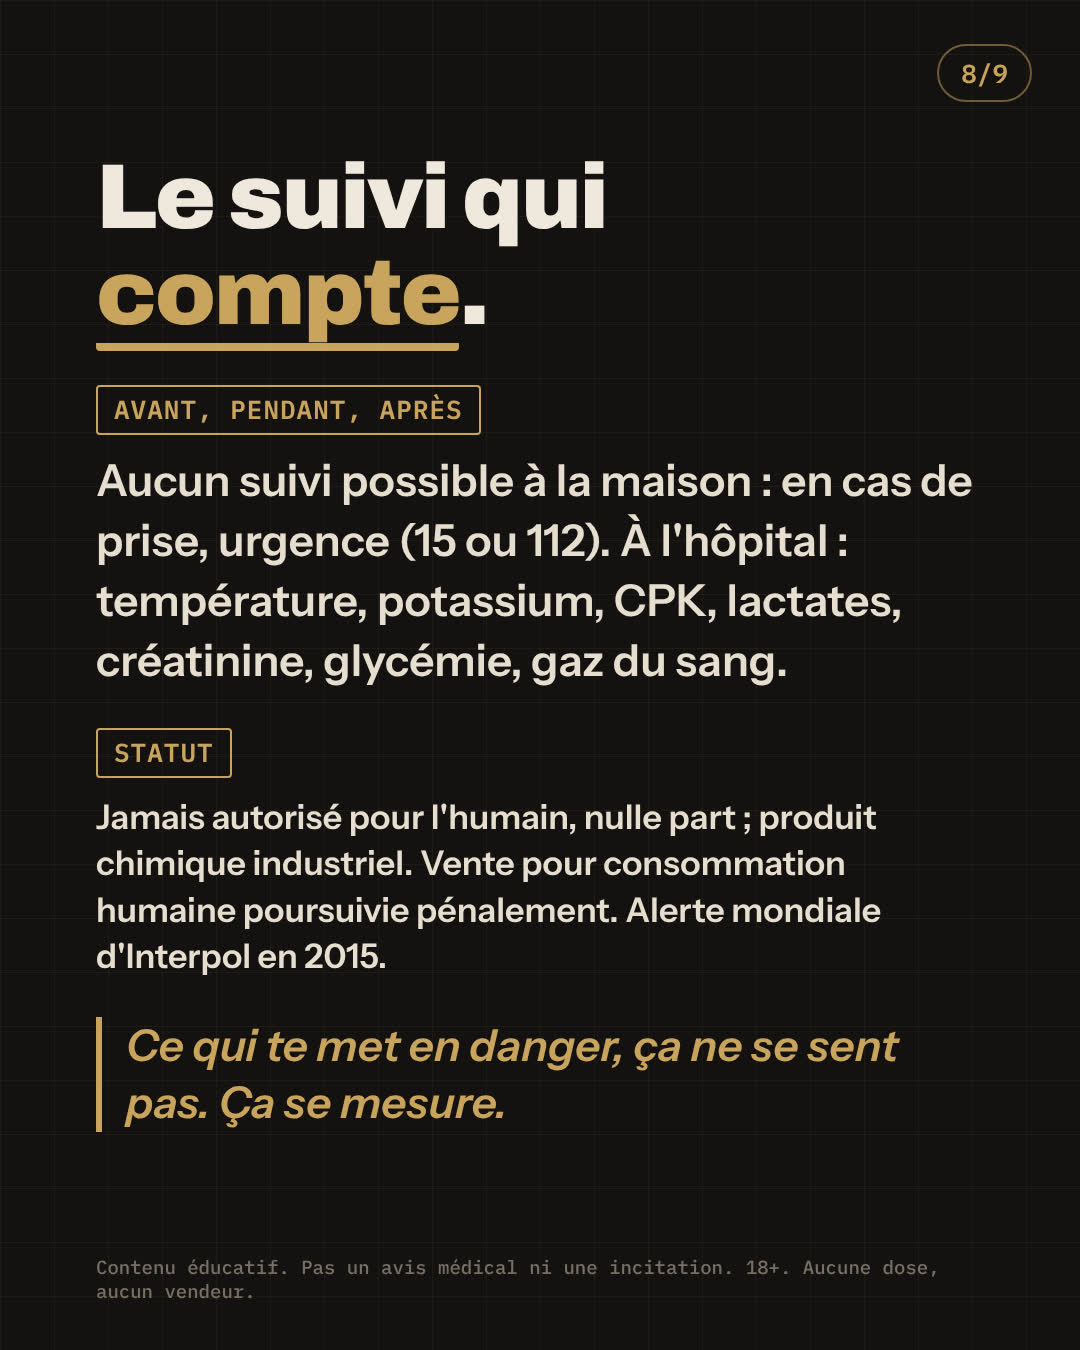 8/9
Le suivi qui
compte.
AVANT, PENDANT, APRÈS
Aucun suivi possible à la maison : en cas de
prise, urgence (15 ou 112). À l'hôpital :
température, potassium, CPK, lactates,
créatinine, glycémie, gaz du sang.
STATUT
Jamais autorisé pour l'humain, nulle part ; produit
chimique industriel. Vente pour consommation
humaine poursuivie pénalement. Alerte mondiale
d'Interpol en 2015.
Ce qui te met en danger, ça ne se sent
pas. Ça se mesure.
Contenu éducatif. Pas un avis médical ni une incitation. 18+. Aucune dose,
aucun vendeur.